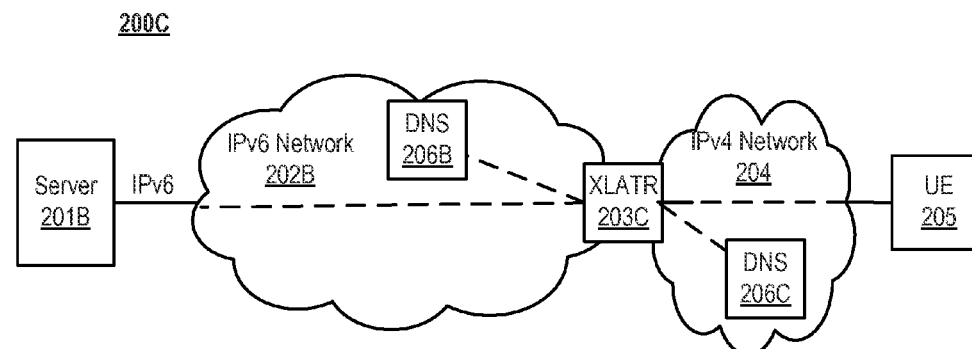 200C
Server
201B
IPv6
IPv6 Network
202B
DNS
206B
XLATR
203C
IPv4 Network
204
DNS
206C
UE
205